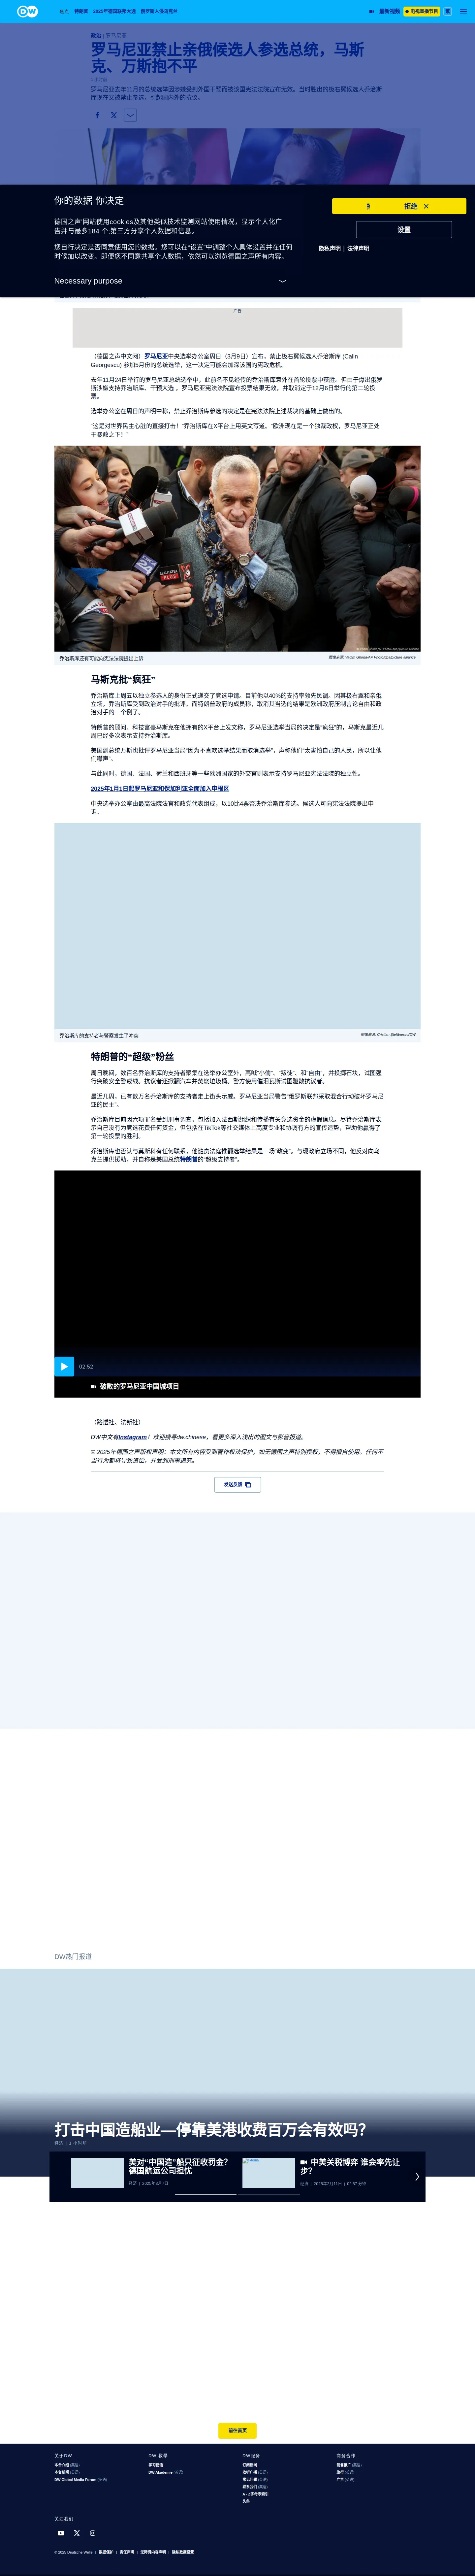 DW
焦点
特朗普
2025年德国联邦大选
俄罗斯入侵乌克兰
最新视频
电视直播节目
政治
罗马尼亚
罗马尼亚禁止亲俄候选人参选总统，马斯克、万斯抱不平
1 小时前
罗马尼亚去年11月的总统选举因涉嫌受到外国干预而被该国宪法法院宣布无效。当时胜出的极右翼候选人乔治斯库现在又被禁止参选，引起国内外的抗议。
你的数据 你决定
德国之声'网站使用cookies及其他类似技术监测网站使用情况，显示个人化广告并与最多184 个;第三方分享个人数据和信息。
您自行决定是否同意使用您的数据。您可以在"设置"中调整个人具体设置并在任何时候加以改变。即便您不同意共享个人数据，依然可以浏览德国之声所有内容。
Necessary purpose
拒绝
设置
隐私声明 | 法律声明
广告
（德国之声中文网）罗马尼亚中央选举办公室周日（3月9日）宣布，禁止极右翼候选人乔治斯库 (Calin Georgescu) 参加5月份的总统选举，这一决定可能会加深该国的宪政危机。
去年11月24日举行的罗马尼亚总统选举中，此前名不见经传的乔治斯库意外在首轮投票中获胜。但由于爆出俄罗斯涉嫌支持乔治斯库、干预大选 ，罗马尼亚宪法法院宣布投票结果无效，并取消定于12月6日举行的第二轮投票。
选举办公室在周日的声明中称，禁止乔治斯库参选的决定是在宪法法院上述裁决的基础上做出的。
"这是对世界民主心脏的直接打击！"乔治斯库在X平台上用英文写道。"欧洲现在是一个独裁政权，罗马尼亚正处于暴政之下！"
乔治斯库还有可能向宪法法院提出上诉
图像来源: Vadim Ghirda/AP Photo/dpa/picture alliance
马斯克批“疯狂”
乔治斯库上周五以独立参选人的身份正式递交了竞选申请。目前他以40%的支持率领先民调。因其极右翼和亲俄立场，乔治斯库受到政治对手的批评。而特朗普政府的成员称，取消其当选的结果是欧洲政府压制言论自由和政治对手的一个例子。
特朗普的顾问、科技富豪马斯克在他拥有的X平台上发文称，罗马尼亚选举当局的决定是“疯狂”的，马斯克最近几周已经多次表示支持乔治斯库。
美国副总统万斯也批评罗马尼亚当局“因为不喜欢选举结果而取消选举”，声称他们“太害怕自己的人民，所以让他们噤声”。
与此同时，德国、法国、荷兰和西班牙等一些欧洲国家的外交官则表示支持罗马尼亚宪法法院的独立性。
2025年1月1日起罗马尼亚和保加利亚全面加入申根区
中央选举办公室由最高法院法官和政党代表组成，以10比4票否决乔治斯库参选。候选人可向宪法法院提出申诉。
乔治斯库的支持者与警察发生了冲突
图像来源: Cristian Ștefănescu/DW
特朗普的“超级”粉丝
周日晚间，数百名乔治斯库的支持者聚集在选举办公室外，高喊“小偷”、“叛徒”、和“自由”，并投掷石块，试图强行突破安全警戒线。抗议者还掀翻汽车并焚烧垃圾桶。警方使用催泪瓦斯试图驱散抗议者。
最近几周，已有数万名乔治斯库的支持者走上街头示威。罗马尼亚当局警告“俄罗斯联邦采取混合行动破坏罗马尼亚的民主”。
乔治斯库目前因六项罪名受到刑事调查，包括加入法西斯组织和传播有关竞选资金的虚假信息。尽管乔治斯库表示自己没有为竞选花费任何资金，但包括在TikTok等社交媒体上高度专业和协调有方的宣传造势，帮助他赢得了第一轮投票的胜利。
乔治斯库也否认与莫斯科有任何联系，他谴责法庭推翻选举结果是一场“政变”。与现政府立场不同，他反对向乌克兰提供援助，并自称是美国总统特朗普的“超级支持者”。
02:52
破败的罗马尼亚中国城项目
（路透社、法新社）
DW中文有Instagram！欢迎搜寻dw.chinese，看更多深入浅出的图文与影音报道。
© 2025年德国之声版权声明：本文所有内容受到著作权法保护，如无德国之声特别授权，不得擅自使用。任何不当行为都将导致追偿，并受到刑事追究。
发送反馈
DW热门报道
打击中国造船业—停靠美港收费百万会有效吗？
经济 | 1 小时前
美对“中国造”船只征收罚金？德国航运公司担忧
经济 | 2025年3月7日
中美关税博弈 谁会率先让步？
经济 | 2025年2月11日 | 02:57 分钟
前往首页
关于DW
本台介绍 (英语)
本台新闻 (英语)
DW Global Media Forum (英语)
DW 教學
学习德语
DW Akademie (英语)
DW服务
订阅新闻
收听广播 (英语)
常见问题 (英语)
联系我们 (英语)
A - Z字母序索引
头条
商务合作
销售推广 (英语)
旅行 (英语)
广告 (英语)
关注我们
© 2025 Deutsche Welle | 数据保护 | 责任声明 | 无障碍内容声明 | 隐私数据设置